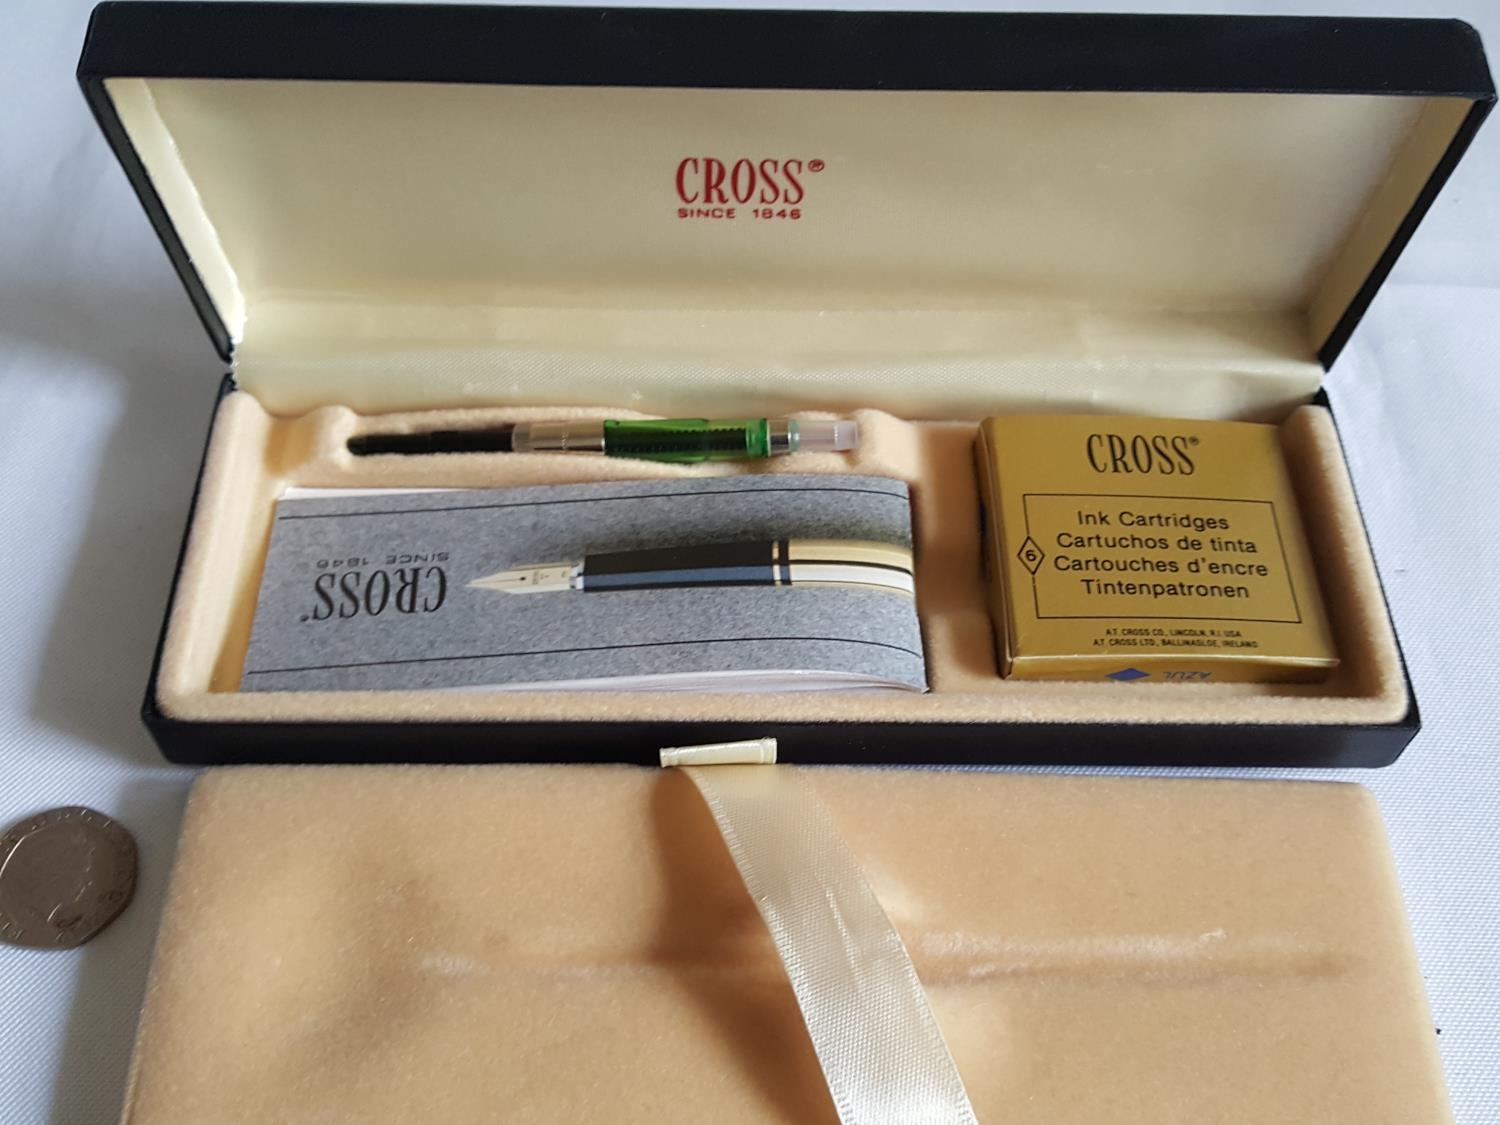 CROSS®
SINCE 1846
CROSS®
SINCE 1846
CROSS®
Ink Cartridges
Cartuchos de tinta
6
Cartouches d'encre
Tintenpatronen
A.T. CROSS CO., LINCOLN, R.I. USA
A.T. CROSS LTD., BALLINASLOE, IRELAND
AZUL